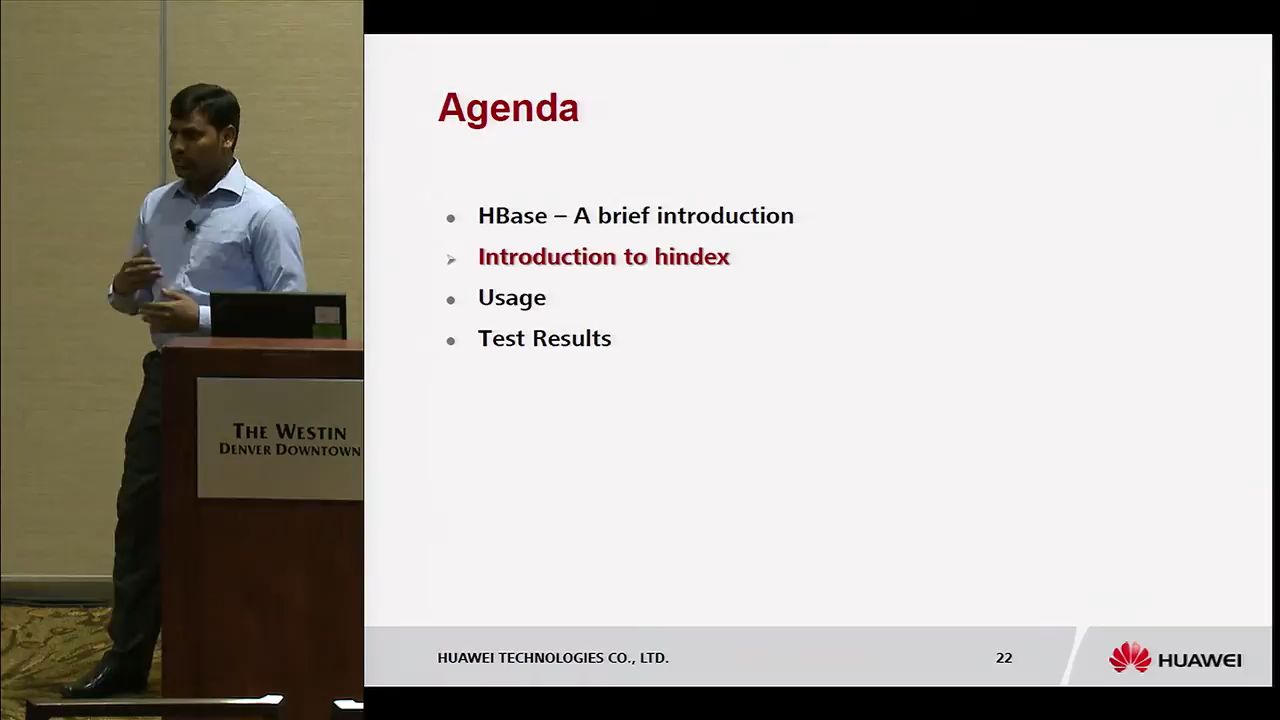 Agenda
HBase – A brief introduction
Introduction to hindex
Usage
Test Results
THE WESTIN
DENVER DOWNTOWN
HUAWEI TECHNOLOGIES CO., LTD.
22
HUAWEI